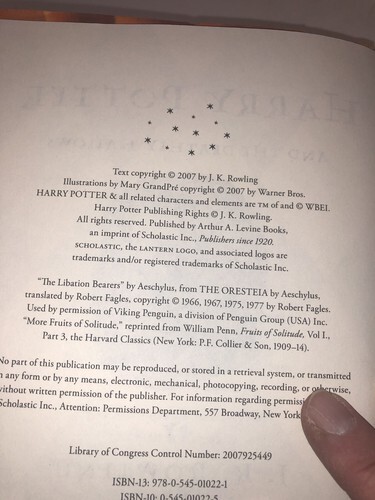 Text copyright © 2007 by J. K. Rowling
Illustrations by Mary GrandPré copyright © 2007 by Warner Bros.
HARRY POTTER & all related characters and elements are TM of and © WBEI.
Harry Potter Publishing Rights © J. K. Rowling.
All rights reserved. Published by Arthur A. Levine Books,
an imprint of Scholastic Inc., Publishers since 1920.
SCHOLASTIC, the LANTERN LOGO, and associated logos are
trademarks and/or registered trademarks of Scholastic Inc.
"The Libation Bearers" by Aeschylus, from THE ORESTEIA by Aeschylus,
translated by Robert Fagles, copyright © 1966, 1967, 1975, 1977 by Robert Fagles.
Used by permission of Viking Penguin, a division of Penguin Group (USA) Inc.
"More Fruits of Solitude," reprinted from William Penn, Fruits of Solitude, Vol I.,
Part 3, the Harvard Classics (New York: P.F. Collier & Son, 1909–14).
No part of this publication may be reproduced, or stored in a retrieval system, or transmitted
in any form or by any means, electronic, mechanical, photocopying, recording, or otherwise,
without written permission of the publisher. For information regarding
Scholastic Inc., Attention: Permissions Department, 557 Broadway, New York
Library of Congress Control Number: 2007925449
ISBN-13: 978-0-545-01022-1
ISBN-10: 0-545-01022-5